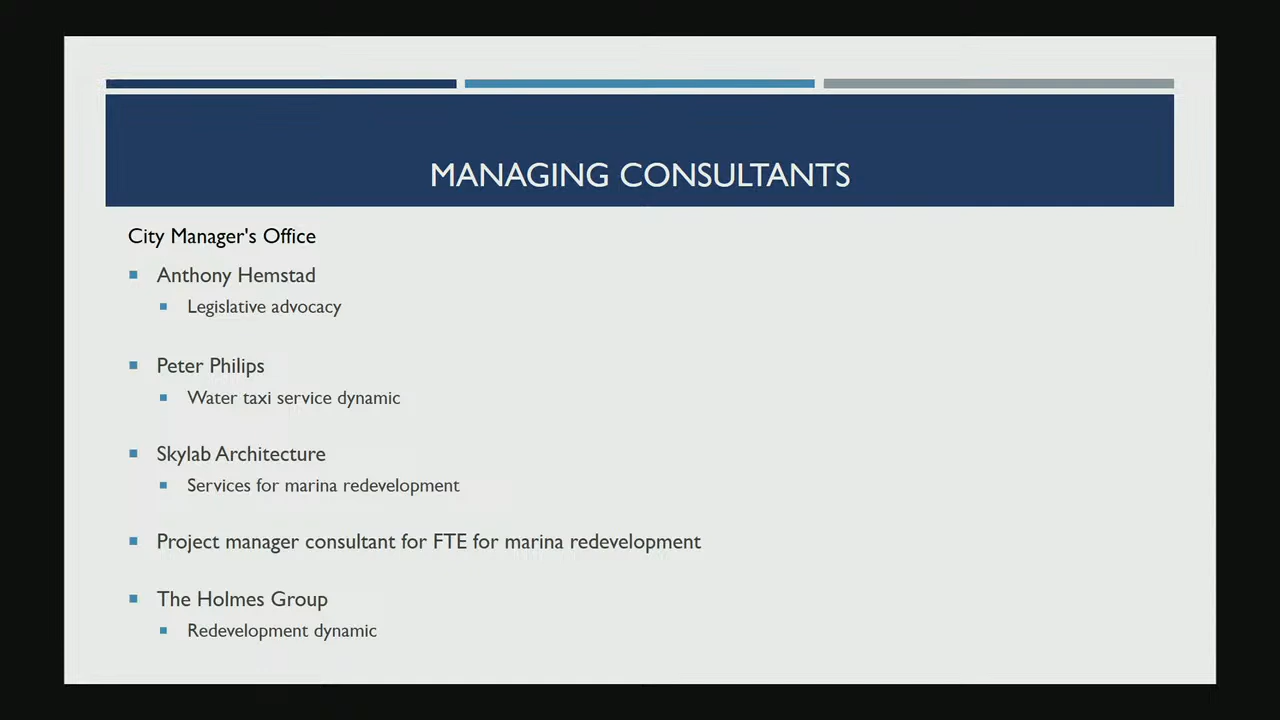 MANAGING CONSULTANTS
City Manager's Office
Anthony Hemstad
Legislative advocacy
Peter Philips
Water taxi service dynamic
Skylab Architecture
Services for marina redevelopment
Project manager consultant for FTE for marina redevelopment
The Holmes Group
Redevelopment dynamic